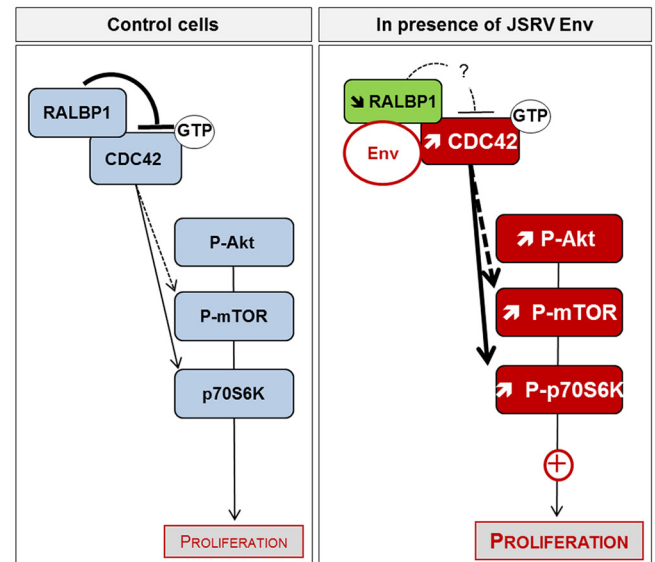 Control cells
RALBP1
GTP
CDC42
P-Akt
P-mTOR
p70S6K
PROLIFERATION
In presence of JSRV Env
?
↘ RALBP1
GTP
Env
↗ CDC42
↗ P-Akt
↗ P-mTOR
↗ P-p70S6K
+
PROLIFERATION